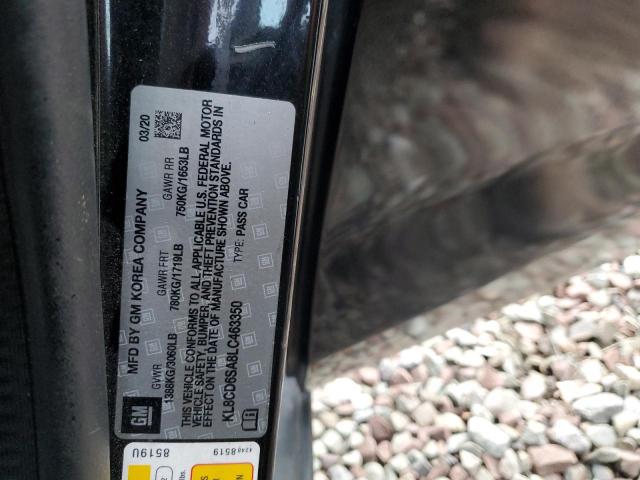 GM
MFD BY GM KOREA COMPANY 03/20
GVWR GAWR FRT GAWR RR
1388KG/3060LB 780KG/1719LB 750KG/1653LB
THIS VEHICLE CONFORMS TO ALL APPLICABLE U.S. FEDERAL MOTOR
VEHICLE SAFETY, BUMPER, AND THEFT PREVENTION STANDARDS IN
EFFECT ON THE DATE OF MANUFACTURE SHOWN ABOVE.
KL8CD6SA8LC463350 TYPE: PASS CAR
8519U
42488519